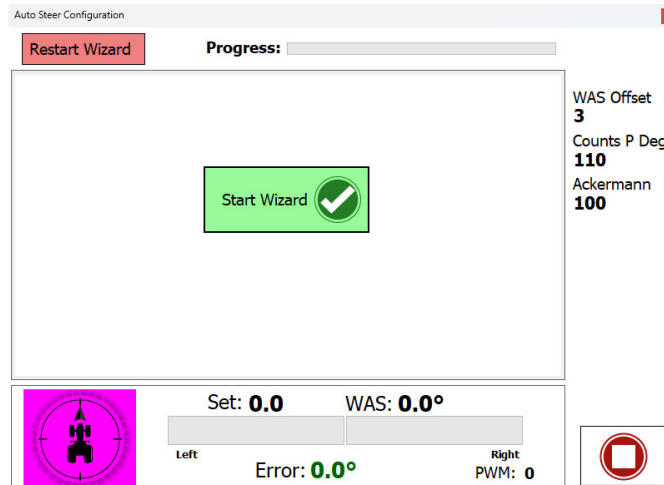 Auto Steer Configuration
Restart Wizard
Progress:
WAS Offset
3
Counts P Deg
110
Ackermann
100
Start Wizard
Set: 0.0 WAS: 0.0°
Left Right
Error: 0.0° PWM: 0